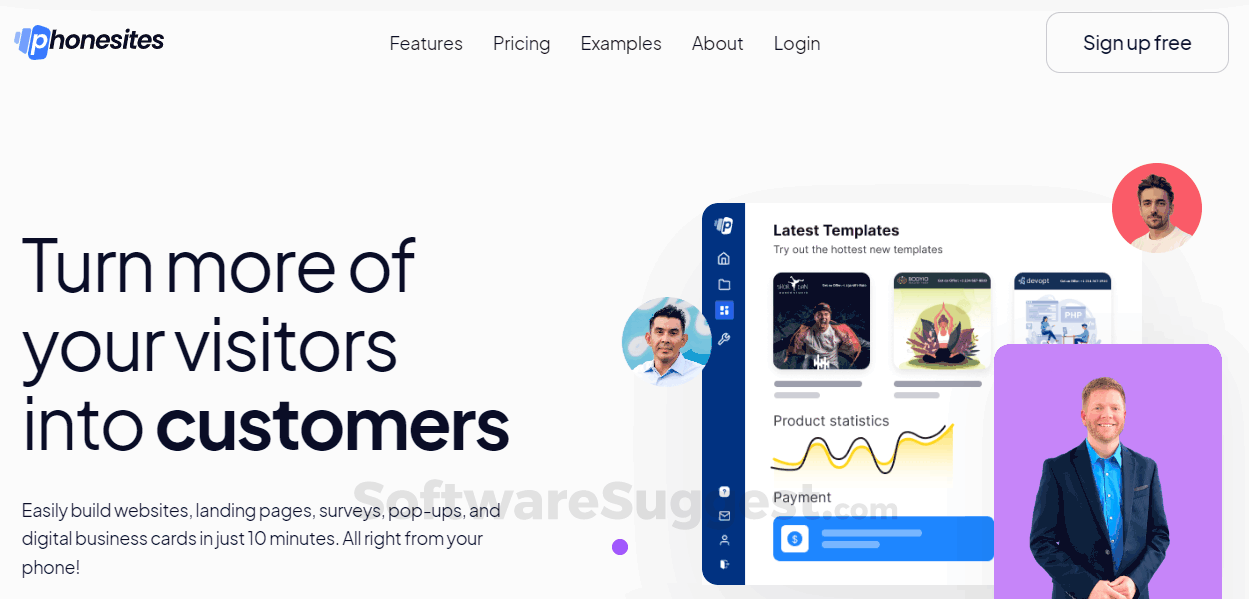 phonesites
Features Pricing Examples About Login
Sign up free
Turn more of
your visitors
into customers
Easily build websites, landing pages, surveys, pop-ups, and
digital business cards in just 10 minutes. All right from your
phone!
Latest Templates
Try out the hottest new templates
devopt
PHP
Product statistics
Payment
SoftwareSuggest.com